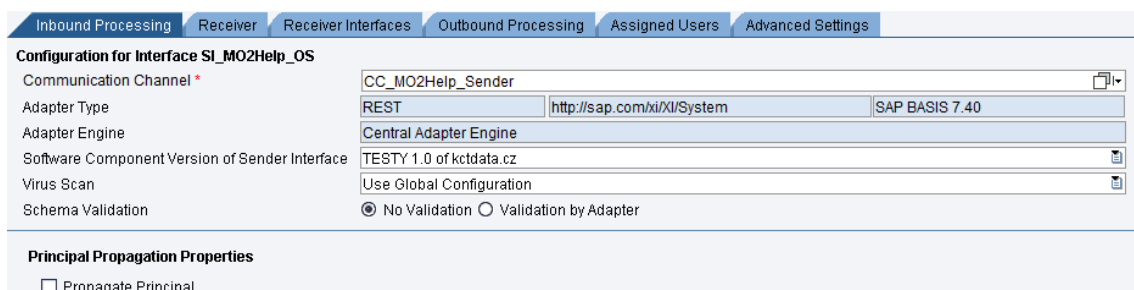 Inbound Processing Receiver Receiver Interfaces Outbound Processing Assigned Users Advanced Settings
Configuration for Interface SI_MO2Help_OS
Communication Channel * CC_MO2Help_Sender
Adapter Type REST http://sap.com/xi/XI/System SAP BASIS 7.40
Adapter Engine Central Adapter Engine
Software Component Version of Sender Interface TESTY 1.0 of kctdata.cz
Virus Scan Use Global Configuration
Schema Validation No Validation Validation by Adapter
Principal Propagation Properties
Propagate Principal